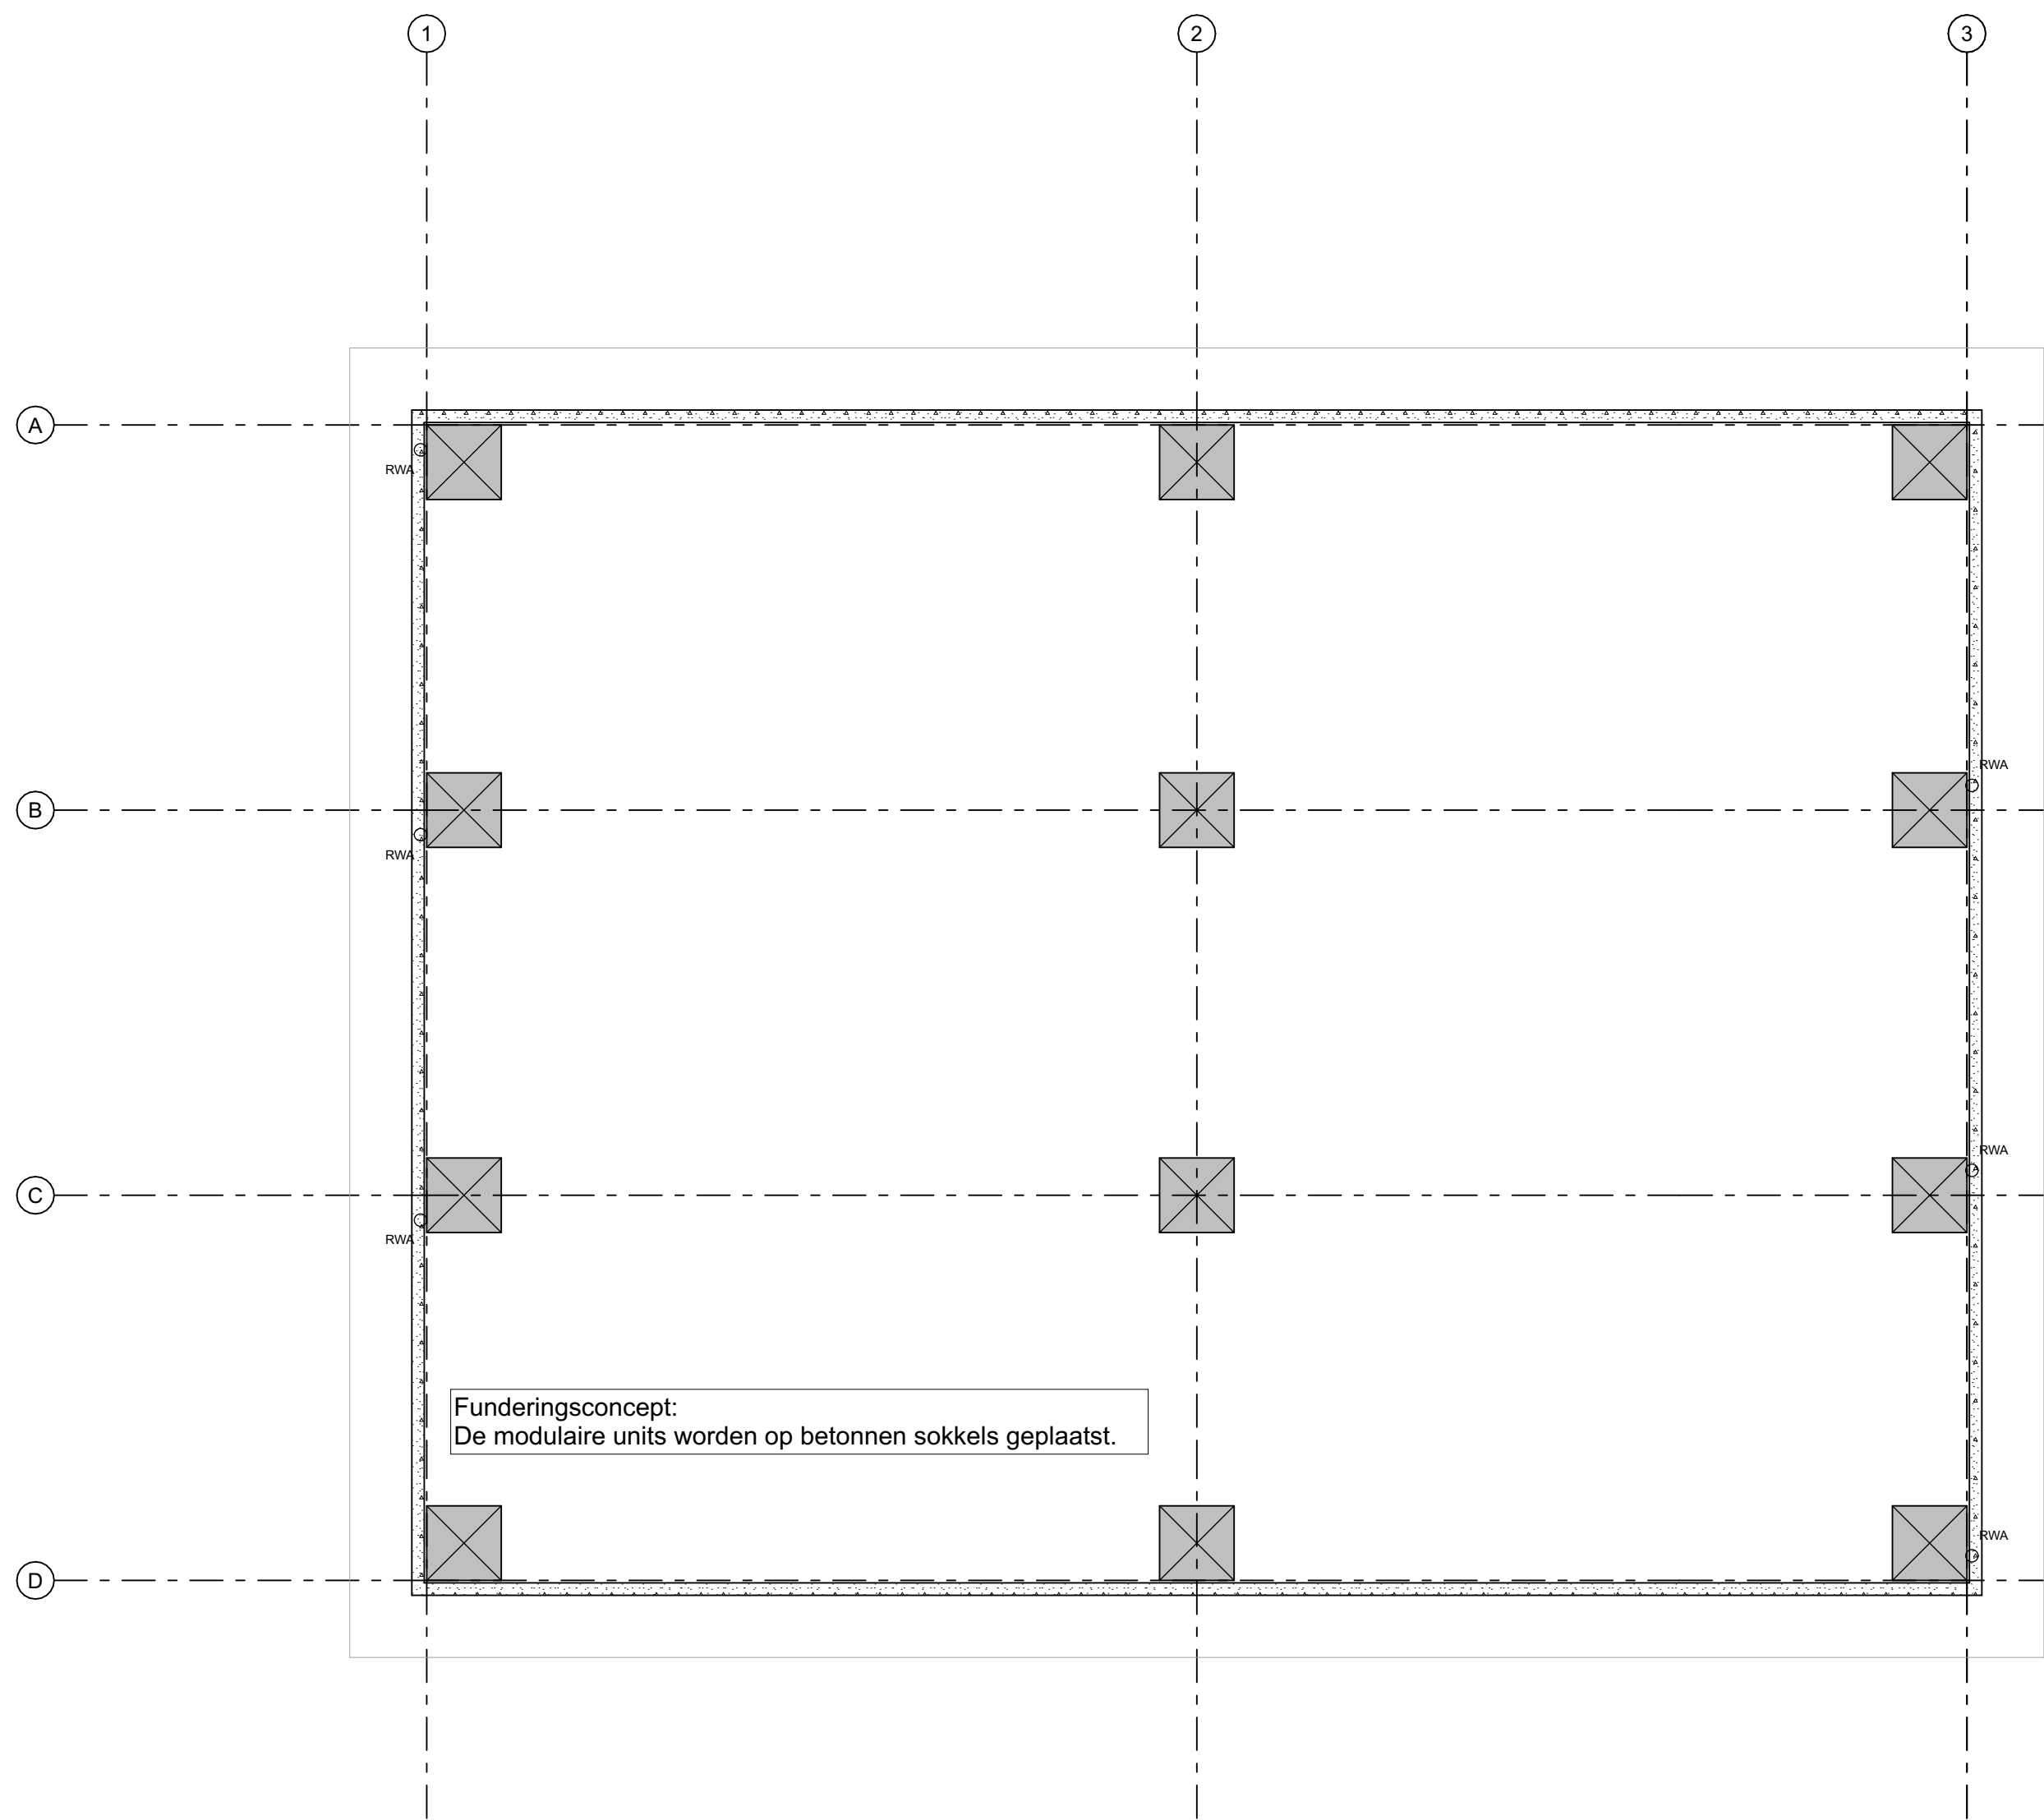 1
2
3
A
RWA
B
RWA
RWA
C
RWA
RWA
Funderingsconcept:
De modulaire units worden op betonnen sokkels geplaatst.
RWA
D